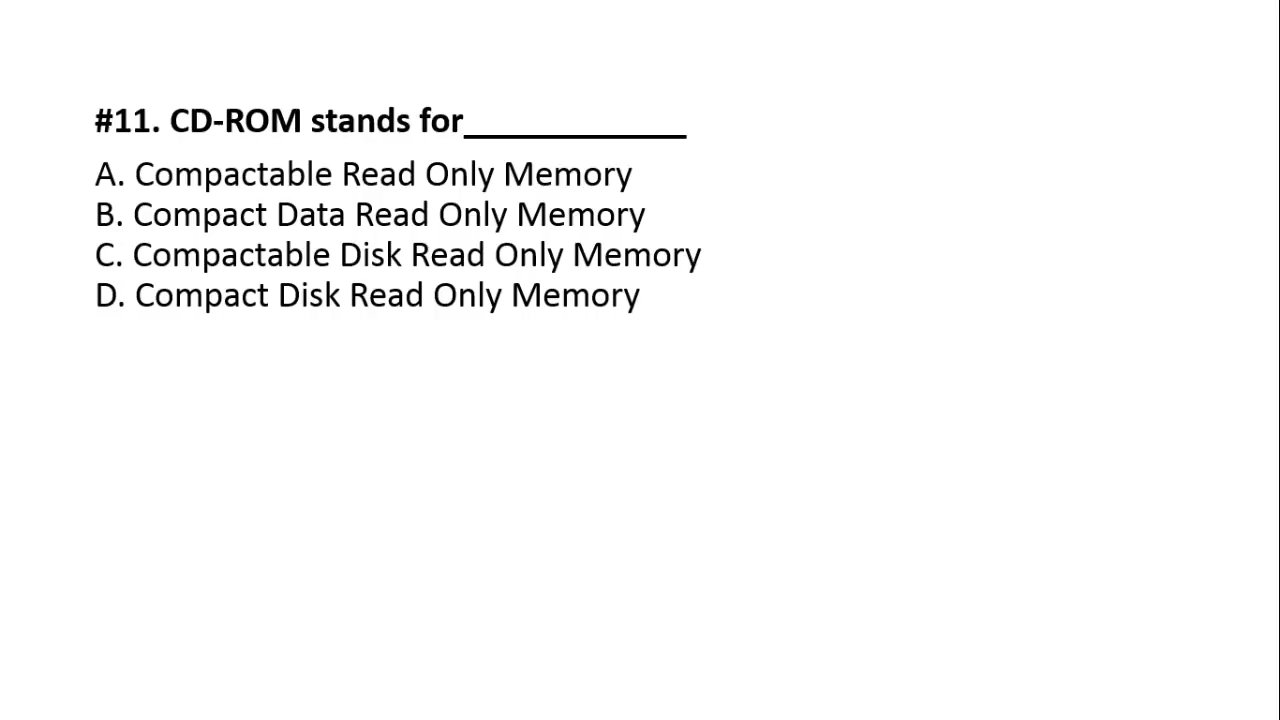 #11. CD-ROM stands for____________
A. Compactable Read Only Memory
B. Compact Data Read Only Memory
C. Compactable Disk Read Only Memory
D. Compact Disk Read Only Memory